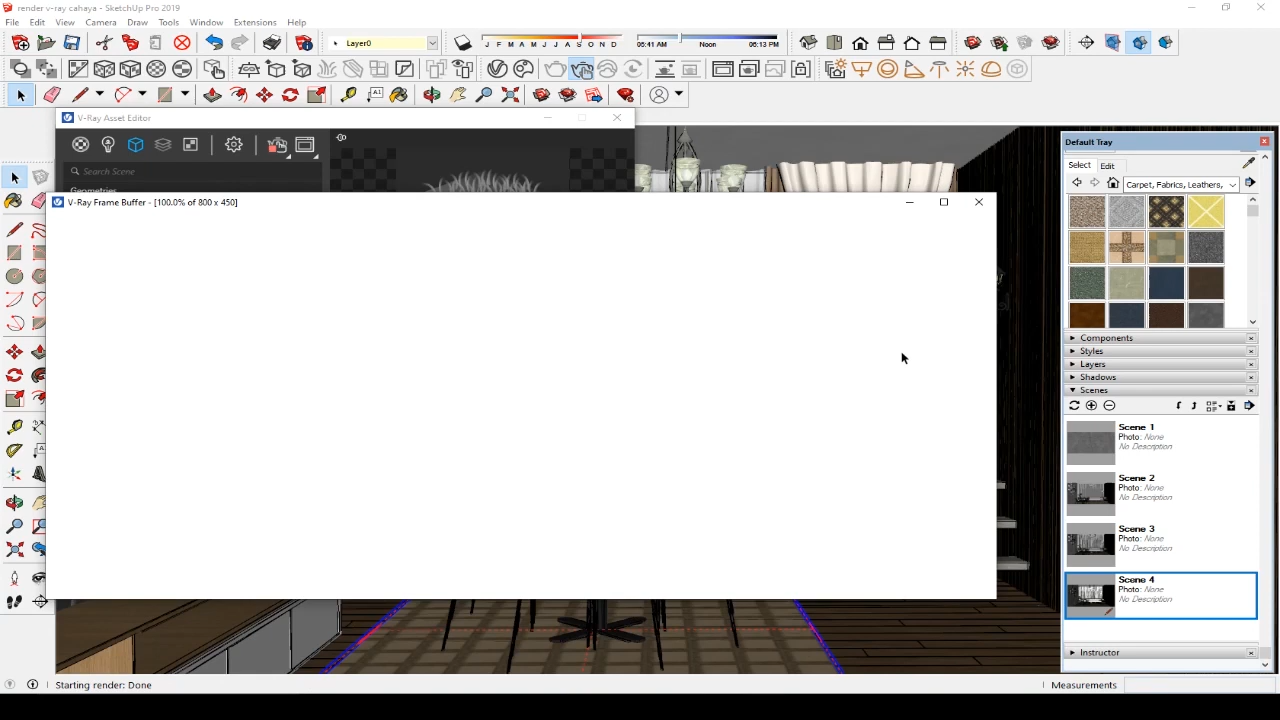 render v-ray cahaya - SketchUp Pro 2019
File Edit View Camera Draw Tools Window Extensions Help
Layer0
J F M A M J J A S O N D
06:41 AM Noon 06:13 PM
V-Ray Asset Editor
Search Scene
Geometries
V-Ray Frame Buffer - [100.0% of 800 x 450]
Default Tray
Select Edit
Carpet, Fabrics, Leathers,
Components
Styles
Layers
Shadows
Scenes
Scene 1
Photo: None
No Description
Scene 2
Photo: None
No Description
Scene 3
Photo: None
No Description
Scene 4
Photo: None
No Description
Instructor
Starting render: Done
Measurements